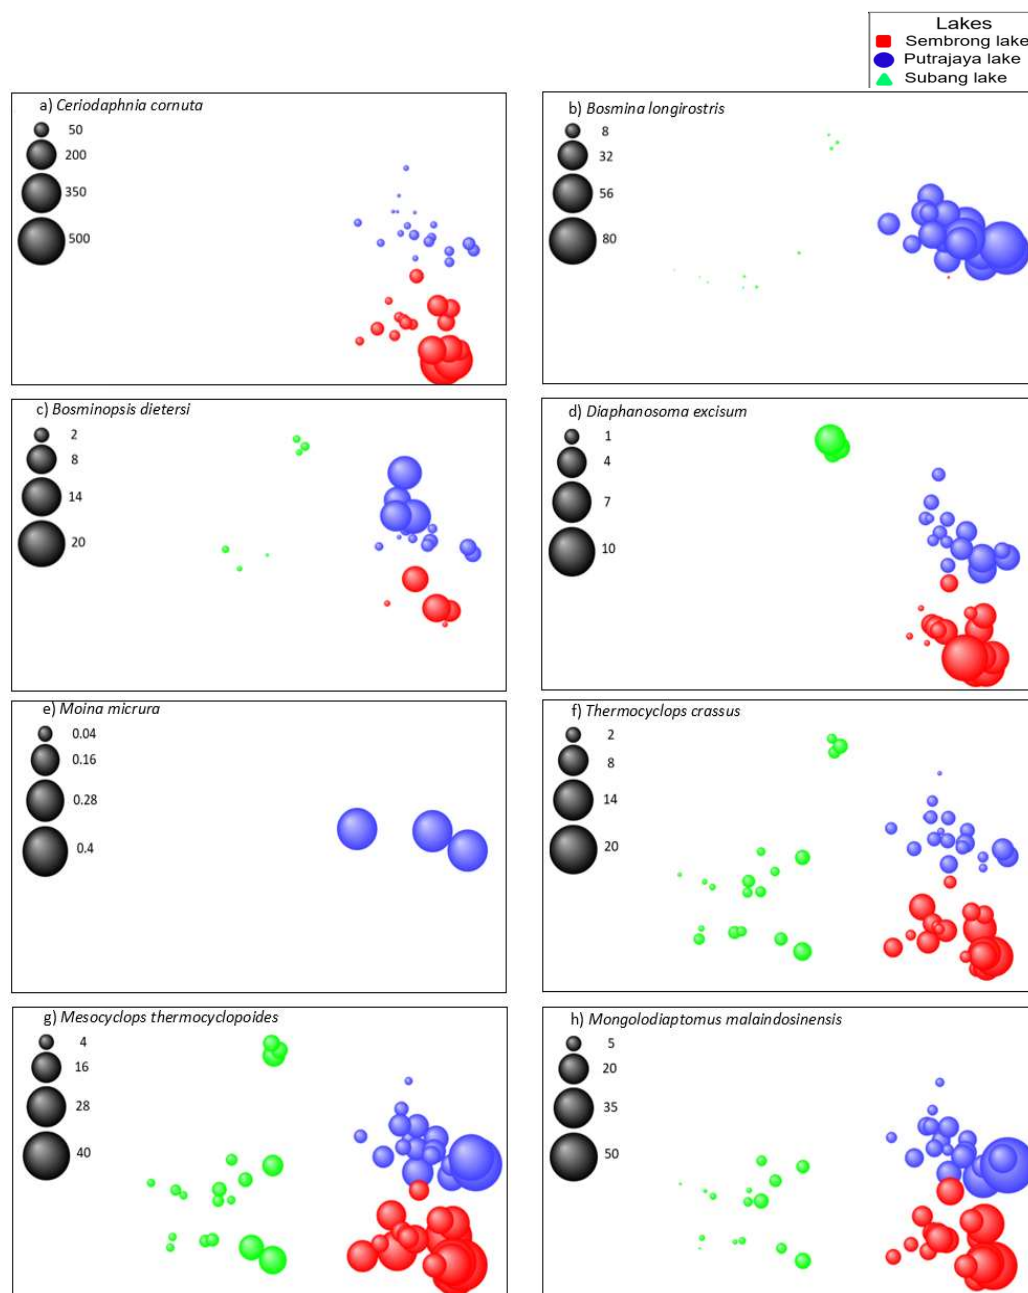 Lakes
Sembrong lake
Putrajaya lake
Subang lake
a) Ceriodaphnia cornuta
50
200
350
500
b) Bosmina longirostris
8
32
56
80
c) Bosminopsis dietersi
2
8
14
20
d) Diaphanosoma excisum
1
4
7
10
e) Moina micrura
0.04
0.16
0.28
0.4
f) Thermocyclops crassus
2
8
14
20
g) Mesocyclops thermocyclopoides
4
16
28
40
h) Mongolodiaptomus malaindosinensis
5
20
35
50